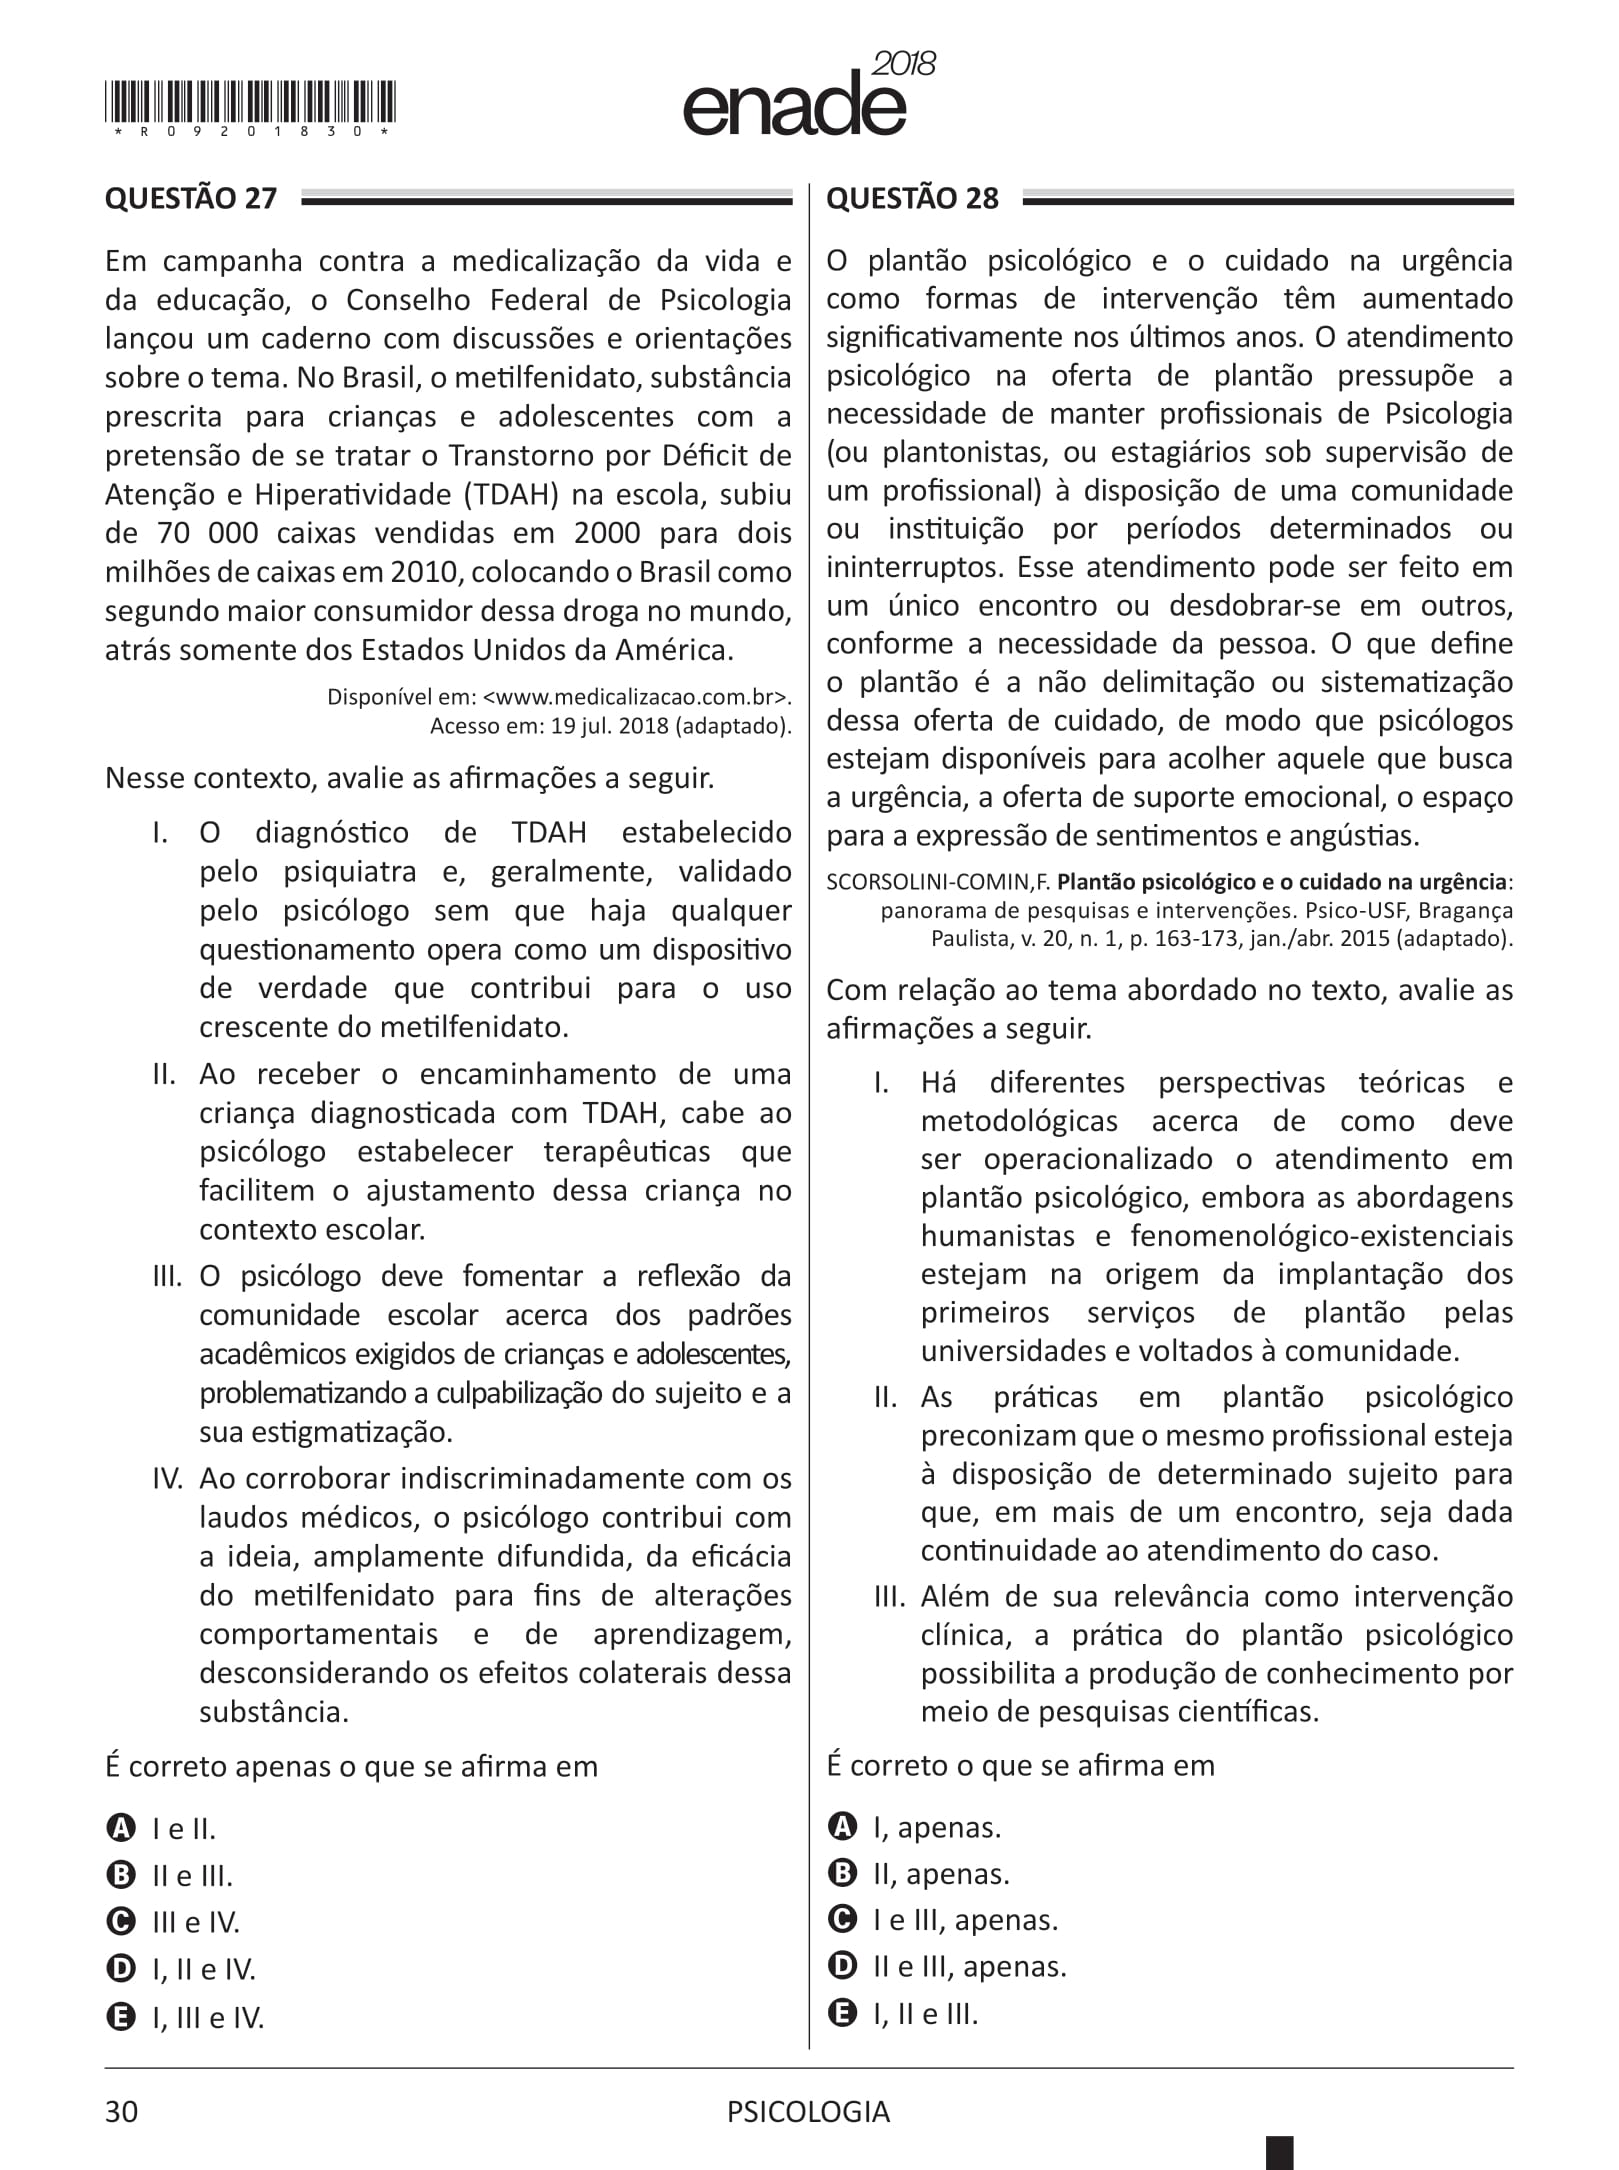 *R09201830*
enade 2018
QUESTÃO 27
Em campanha contra a medicalização da vida e
da educação, o Conselho Federal de Psicologia
lançou um caderno com discussões e orientações
sobre o tema. No Brasil, o metilfenidato, substância
prescrita para crianças e adolescentes com a
pretensão de se tratar o Transtorno por Déficit de
Atenção e Hiperatividade (TDAH) na escola, subiu
de 70 000 caixas vendidas em 2000 para dois
milhões de caixas em 2010, colocando o Brasil como
segundo maior consumidor dessa droga no mundo,
atrás somente dos Estados Unidos da América.
Disponível em: <www.medicalizacao.com.br>.
Acesso em: 19 jul. 2018 (adaptado).
Nesse contexto, avalie as afirmações a seguir.
I. O diagnóstico de TDAH estabelecido
pelo psiquiatra e, geralmente, validado
pelo psicólogo sem que haja qualquer
questionamento opera como um dispositivo
de verdade que contribui para o uso
crescente do metilfenidato.
II. Ao receber o encaminhamento de uma
criança diagnosticada com TDAH, cabe ao
psicólogo estabelecer terapêuticas que
facilitem o ajustamento dessa criança no
contexto escolar.
III. O psicólogo deve fomentar a reflexão da
comunidade escolar acerca dos padrões
acadêmicos exigidos de crianças e adolescentes,
problematizando a culpabilização do sujeito e a
sua estigmatização.
IV. Ao corroborar indiscriminadamente com os
laudos médicos, o psicólogo contribui com
a ideia, amplamente difundida, da eficácia
do metilfenidato para fins de alterações
comportamentais e de aprendizagem,
desconsiderando os efeitos colaterais dessa
substância.
É correto apenas o que se afirma em
A I e II.
B II e III.
C III e IV.
D I, II e IV.
E I, III e IV.
QUESTÃO 28
O plantão psicológico e o cuidado na urgência
como formas de intervenção têm aumentado
significativamente nos últimos anos. O atendimento
psicológico na oferta de plantão pressupõe a
necessidade de manter profissionais de Psicologia
(ou plantonistas, ou estagiários sob supervisão de
um profissional) à disposição de uma comunidade
ou instituição por períodos determinados ou
ininterruptos. Esse atendimento pode ser feito em
um único encontro ou desdobrar-se em outros,
conforme a necessidade da pessoa. O que define
o plantão é a não delimitação ou sistematização
dessa oferta de cuidado, de modo que psicólogos
estejam disponíveis para acolher aquele que busca
a urgência, a oferta de suporte emocional, o espaço
para a expressão de sentimentos e angústias.
SCORSOLINI-COMIN,F. Plantão psicológico e o cuidado na urgência:
panorama de pesquisas e intervenções. Psico-USF, Bragança
Paulista, v. 20, n. 1, p. 163-173, jan./abr. 2015 (adaptado).
Com relação ao tema abordado no texto, avalie as
afirmações a seguir.
I. Há diferentes perspectivas teóricas e
metodológicas acerca de como deve
ser operacionalizado o atendimento em
plantão psicológico, embora as abordagens
humanistas e fenomenológico-existenciais
estejam na origem da implantação dos
primeiros serviços de plantão pelas
universidades e voltados à comunidade.
II. As práticas em plantão psicológico
preconizam que o mesmo profissional esteja
à disposição de determinado sujeito para
que, em mais de um encontro, seja dada
continuidade ao atendimento do caso.
III. Além de sua relevância como intervenção
clínica, a prática do plantão psicológico
possibilita a produção de conhecimento por
meio de pesquisas científicas.
É correto o que se afirma em
A I, apenas.
B II, apenas.
C I e III, apenas.
D II e III, apenas.
E I, II e III.
30
PSICOLOGIA